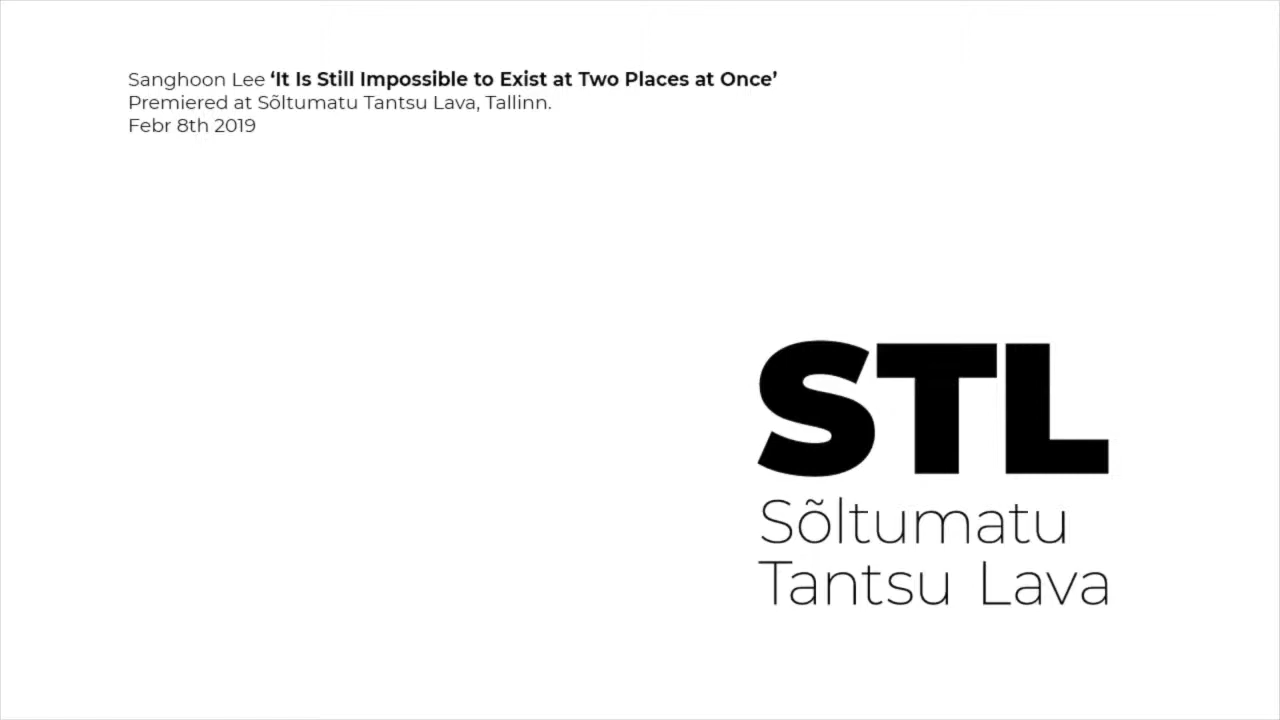 Sanghoon Lee ‘It Is Still Impossible to Exist at Two Places at Once’
Premiered at Sõltumatu Tantsu Lava, Tallinn.
Febr 8th 2019
STL
Sõltumatu
Tantsu Lava